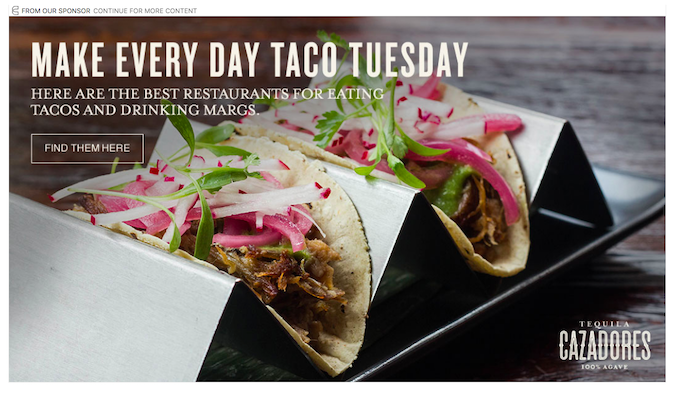 FROM OUR SPONSOR CONTINUE FOR MORE CONTENT
MAKE EVERY DAY TACO TUESDAY
HERE ARE THE BEST RESTAURANTS FOR EATING
TACOS AND DRINKING MARGS.
FIND THEM HERE
TEQUILA
CAZADORES
100% AGAVE